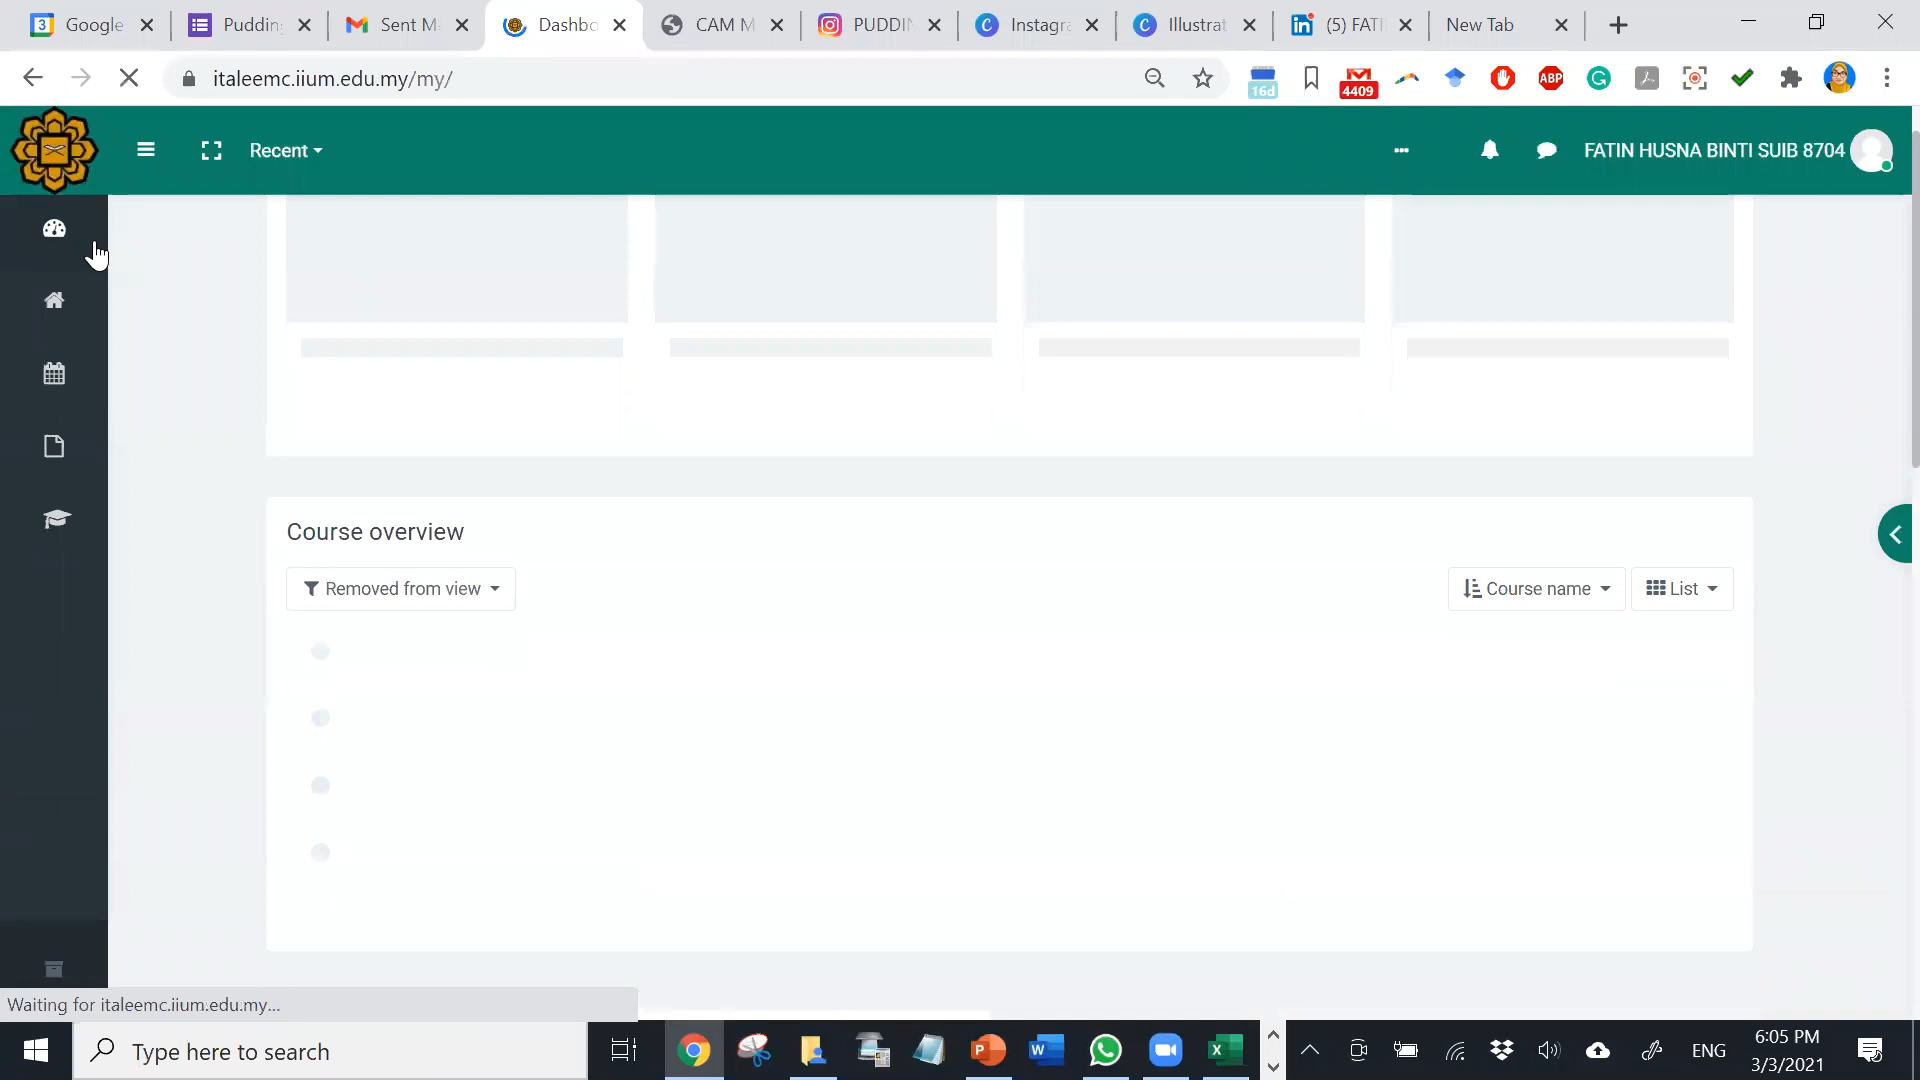 Google
Pudding
Sent M
Dashbo
CAM M
PUDDIN
Instagra
Illustrat
(5) FATI
New Tab
italeemc.iium.edu.my/my/
16d
4409
ABP
Recent
FATIN HUSNA BINTI SUIB 8704
Course overview
Removed from view
Course name
List
Waiting for italeemc.iium.edu.my...
Type here to search
ENG
6:05 PM
3/3/2021